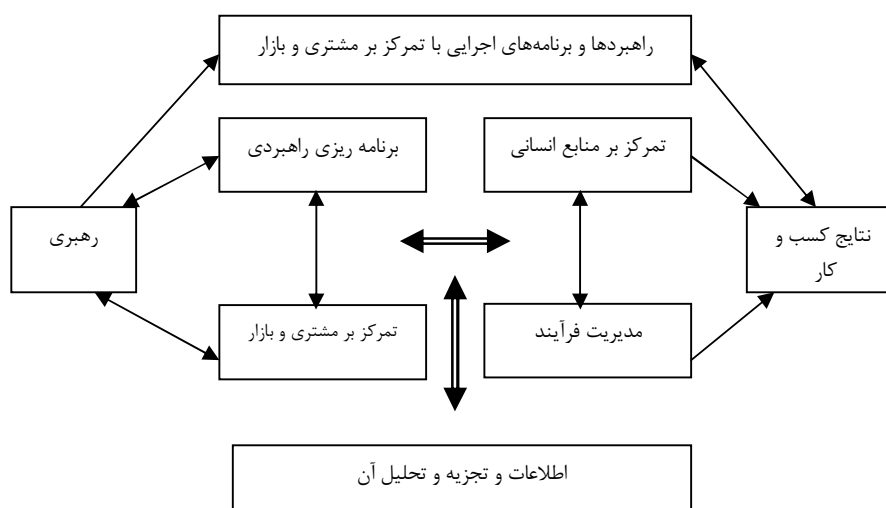 راهبردها و برنامه‌های اجرایی با تمرکز بر مشتری و بازار
تمرکز بر منابع انسانی
برنامه ریزی راهبردی
نتایج کسب و
کار
رهبری
مدیریت فرآیند
تمرکز بر مشتری و بازار
اطلاعات و تجزیه و تحلیل آن